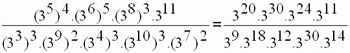 \frac{(3^5)^4 . (3^6)^5 . (3^8)^3 . 3^{11}}{(3^3)^3 . (3^9)^2 . (3^4)^3 . (3^{10})^3 . (3^7)^2} = \frac{3^{20} . 3^{30} . 3^{24} . 3^{11}}{3^9 . 3^{18} . 3^{12} . 3^{30} . 3^{14}}